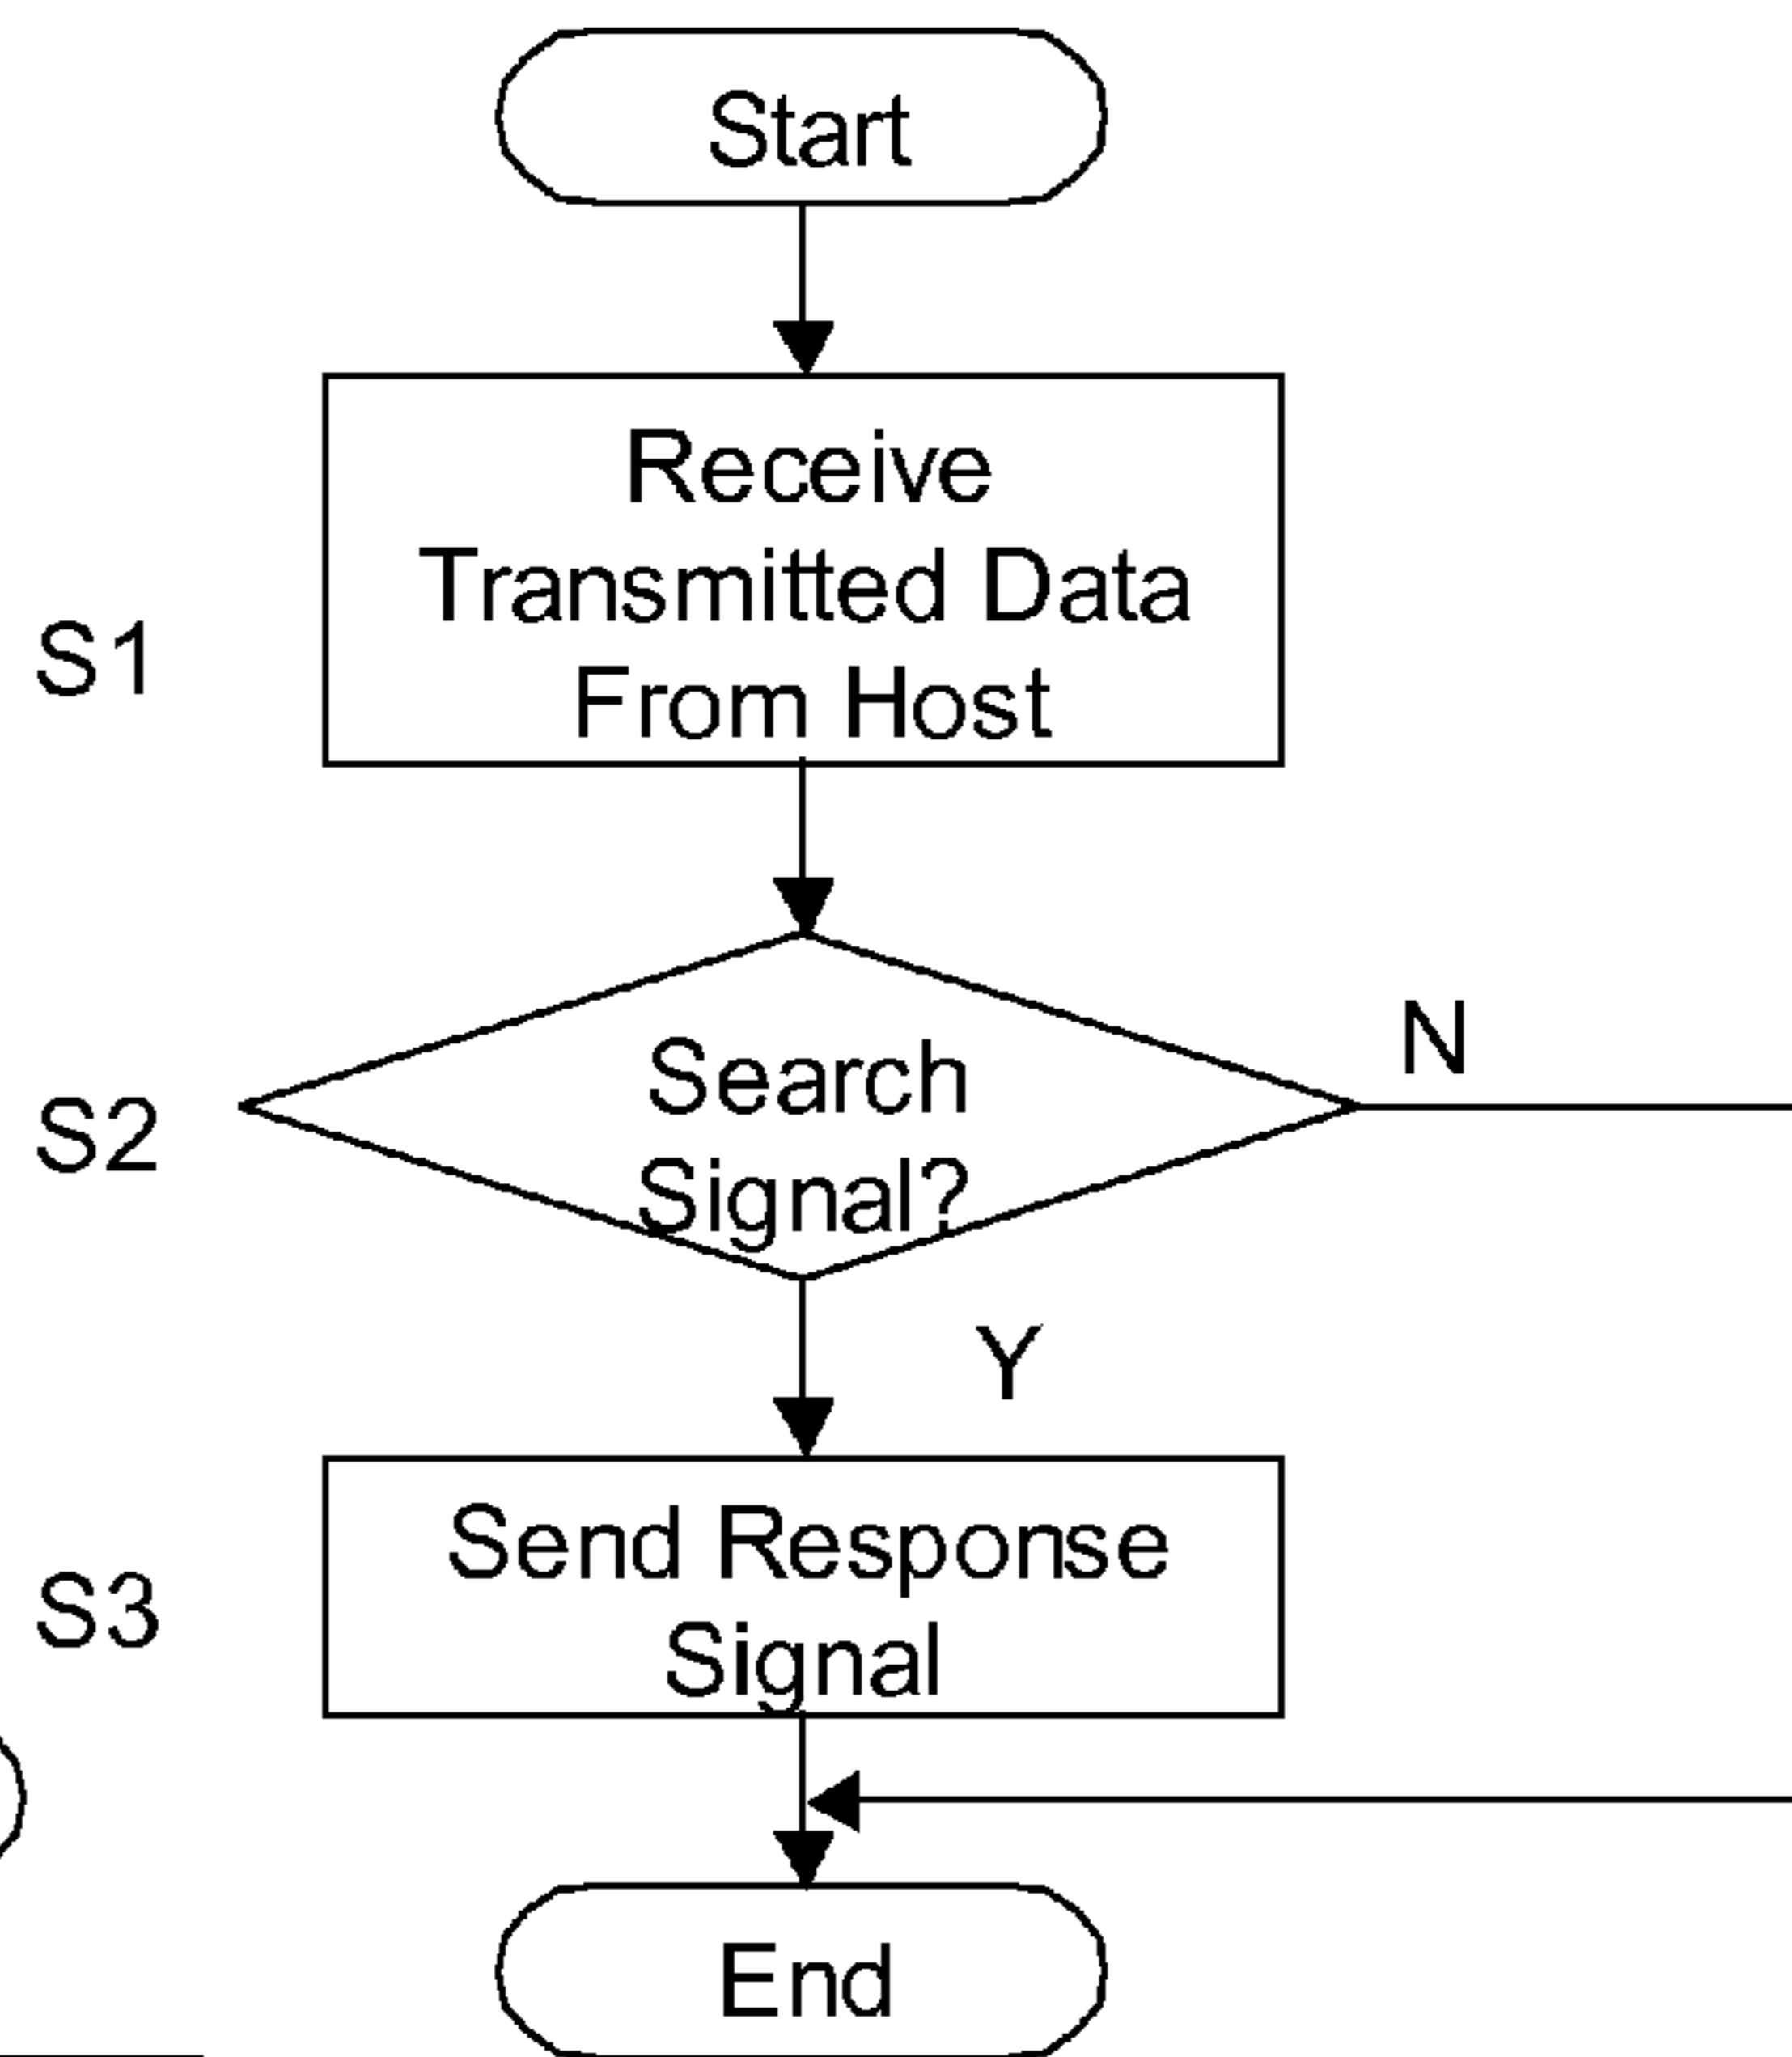 Start
Receive
Transmitted Data
From Host
S1
Search
Signal?
N
S2
Y
Send Response
Signal
S3
End